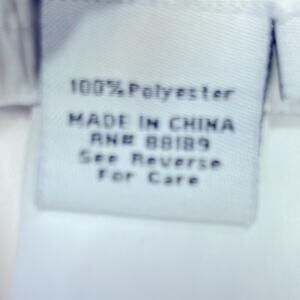 100%Polyester
MADE IN CHINA
RN# 88189
See Reverse
For Care